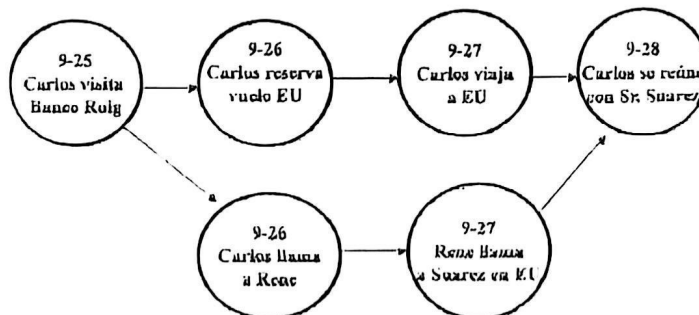 9-25
Carlos visita
Banco Roig
9-26
Carlos reserva
vuelo EU
9-27
Carlos viaja
a EU
9-28
Carlos se reúne
con Sr. Suarez
9-26
Carlos llama
a Rene
9-27
Rene llama
a Suarez en EU